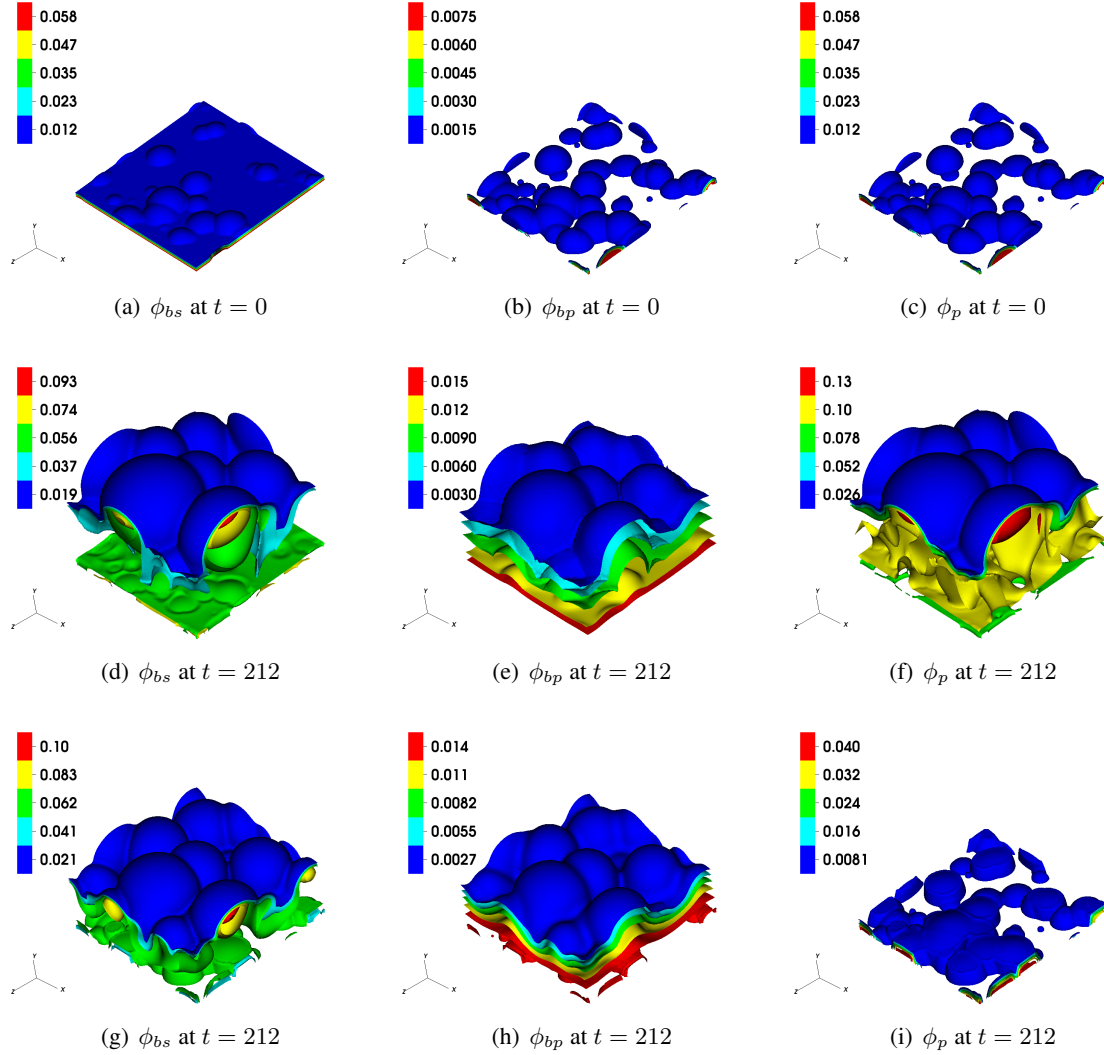 0.058
0.047
0.035
0.023
0.012
Y
Z
X
(a) ϕbs at t = 0
0.0075
0.0060
0.0045
0.0030
0.0015
Y
Z
X
(b) ϕbp at t = 0
0.058
0.047
0.035
0.023
0.012
Y
Z
X
(c) ϕp at t = 0
0.093
0.074
0.056
0.037
0.019
Y
Z
X
(d) ϕbs at t = 212
0.015
0.012
0.0090
0.0060
0.0030
Y
Z
X
(e) ϕbp at t = 212
0.13
0.10
0.078
0.052
0.026
Y
Z
X
(f) ϕp at t = 212
0.10
0.083
0.062
0.041
0.021
Y
Z
X
(g) ϕbs at t = 212
0.014
0.011
0.0082
0.0055
0.0027
Y
Z
X
(h) ϕbp at t = 212
0.040
0.032
0.024
0.016
0.0081
Y
Z
X
(i) ϕp at t = 212